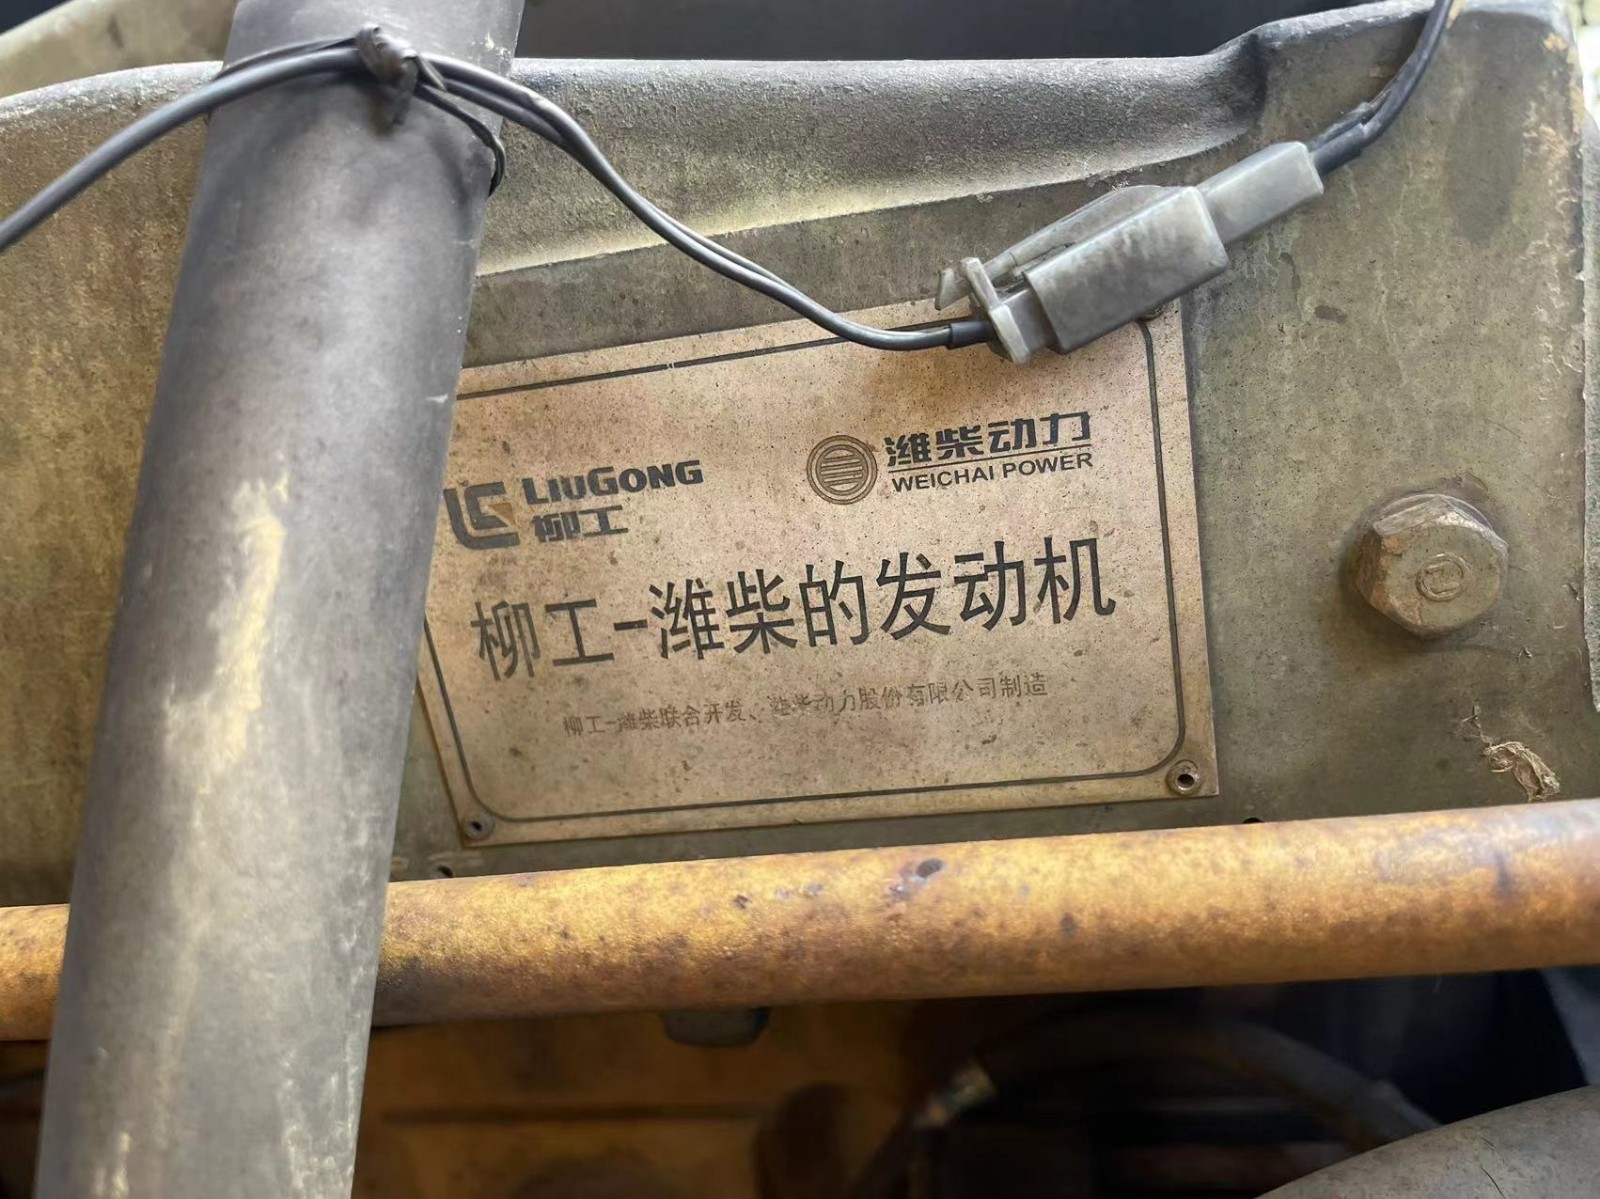 LIUGONG
柳工
潍柴动力
WEICHAI POWER
柳工-潍柴的发动机
柳工-潍柴联合开发、潍柴动力股份有限公司制造